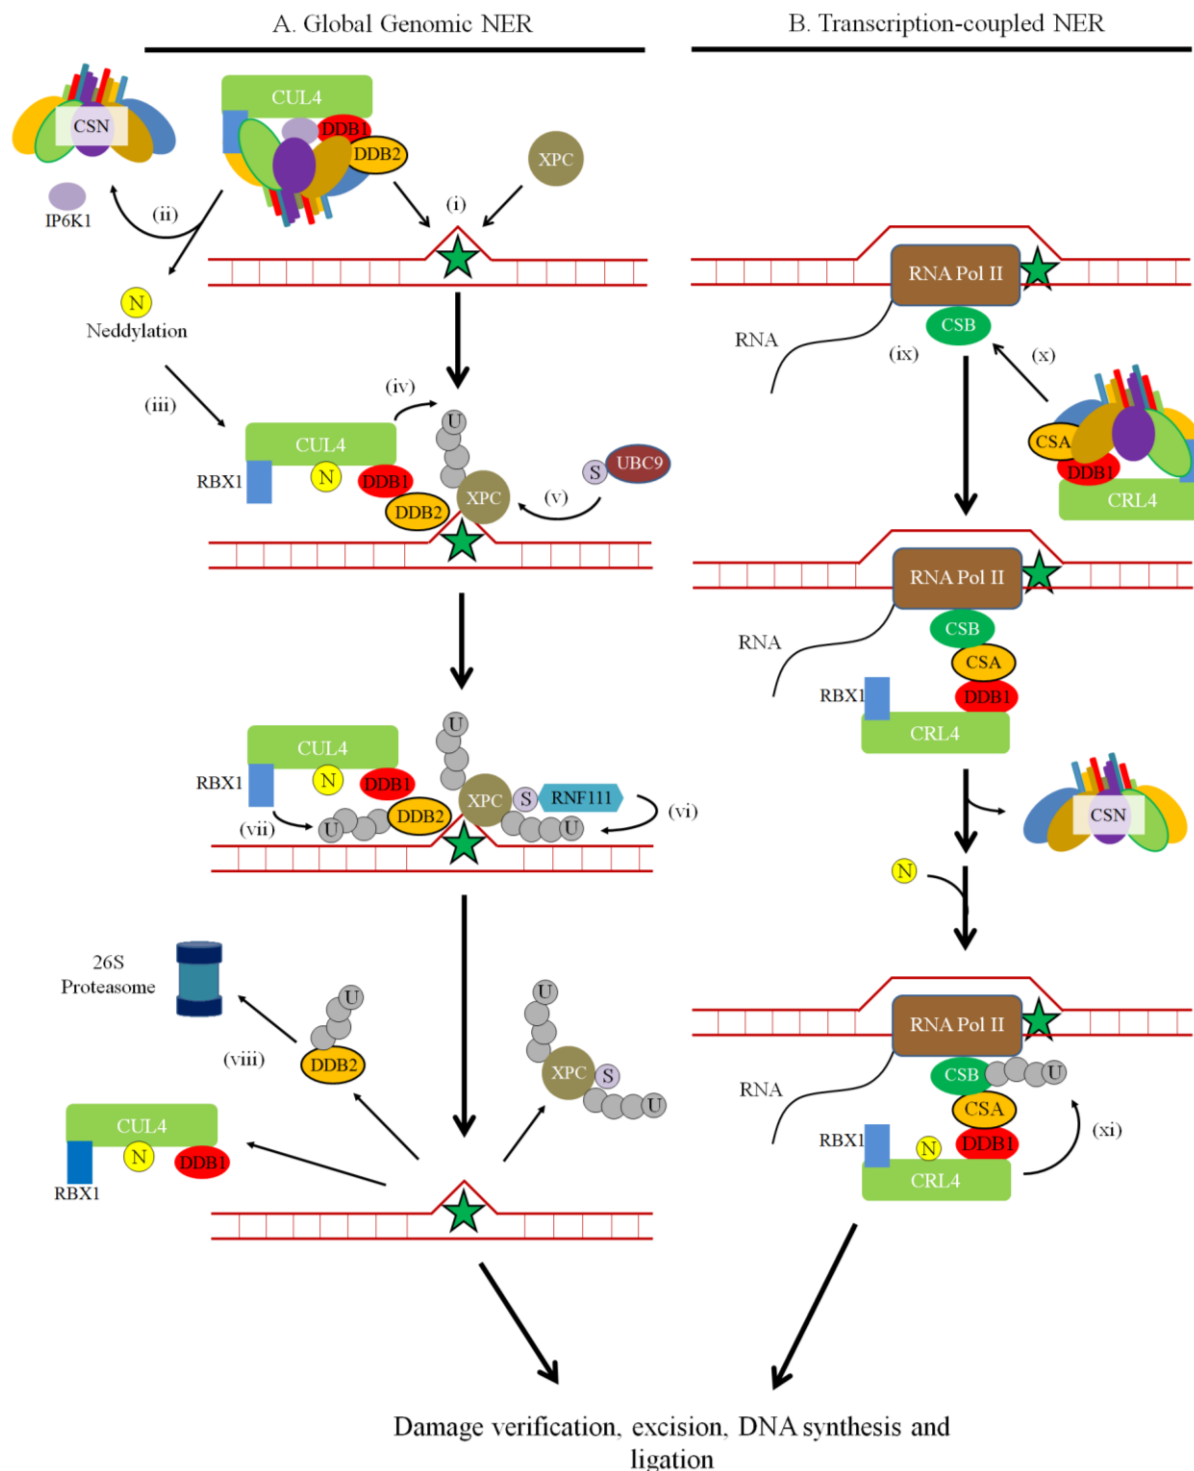 A. Global Genomic NER
B. Transcription-coupled NER
CUL4
CSN
DDB1
DDB2
XPC
IP6K1
(ii)
(i)
N
Neddylation
(iii)
(iv)
U
CUL4
RBX1
N
DDB1
DDB2
XPC
S
UBC9
(v)
U
CUL4
RBX1
N
DDB1
DDB2
XPC
S
RNF111
(vii)
U
U
(vi)
26S
Proteasome
U
(viii)
DDB2
U
XPC
S
U
CUL4
N
DDB1
RBX1
RNA Pol II
CSB
RNA
(ix)
(x)
CSA
DDB1
CRL4
RNA Pol II
CSB
RNA
CSA
RBX1
DDB1
CRL4
CSN
N
RNA Pol II
CSB
U
RNA
CSA
RBX1
N
DDB1
(xi)
CRL4
Damage verification, excision, DNA synthesis and
ligation